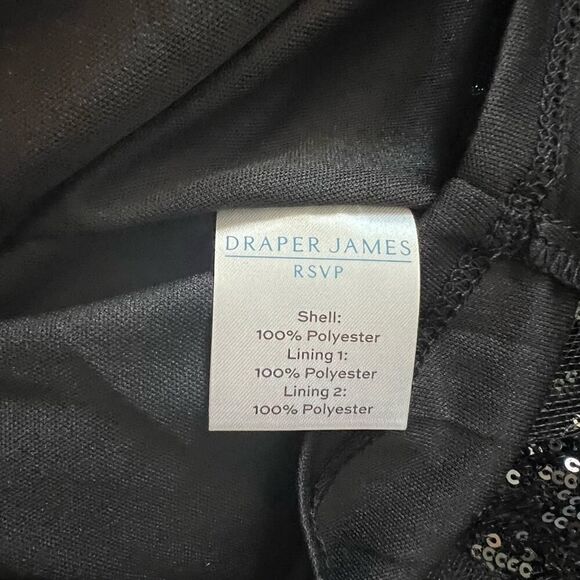 DRAPER JAMES
RSVP
Shell:
100% Polyester
Lining 1:
100% Polyester
Lining 2:
100% Polyester